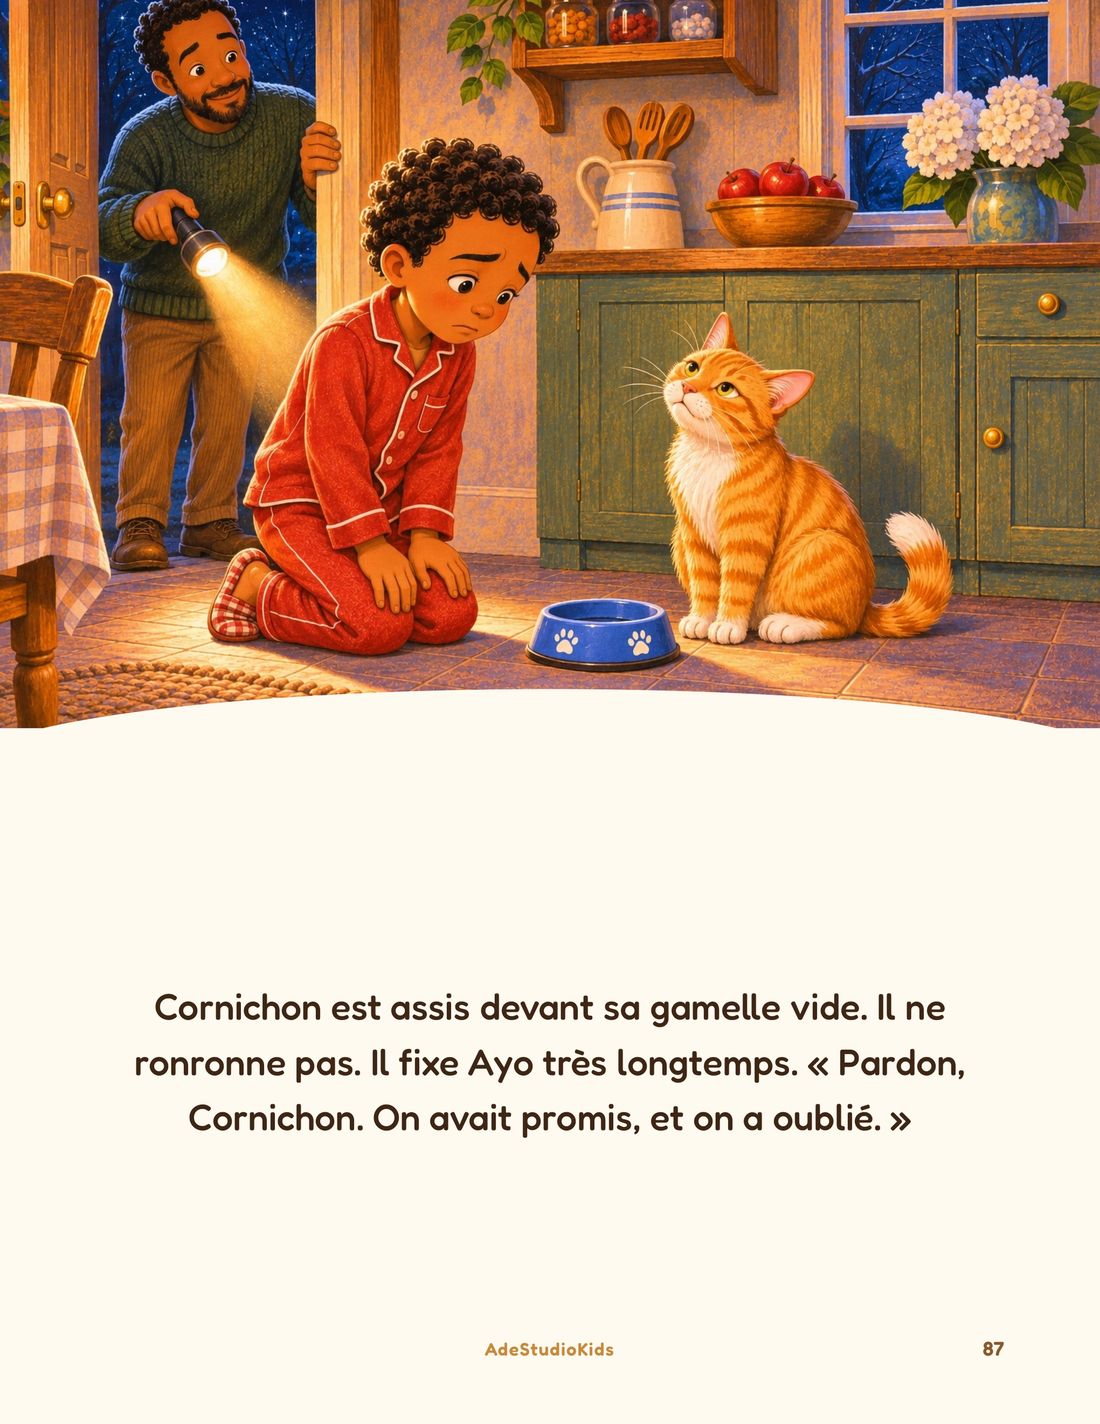 Cornichon est assis devant sa gamelle vide. Il ne
ronronne pas. Il fixe Ayo très longtemps. « Pardon,
Cornichon. On avait promis, et on a oublié. »
AdeStudioKids
87